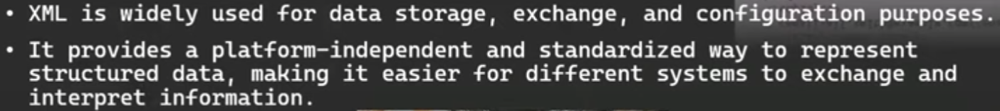 • XML is widely used for data storage, exchange, and configuration purposes.
• It provides a platform-independent and standardized way to represent
structured data, making it easier for different systems to exchange and
interpret information.